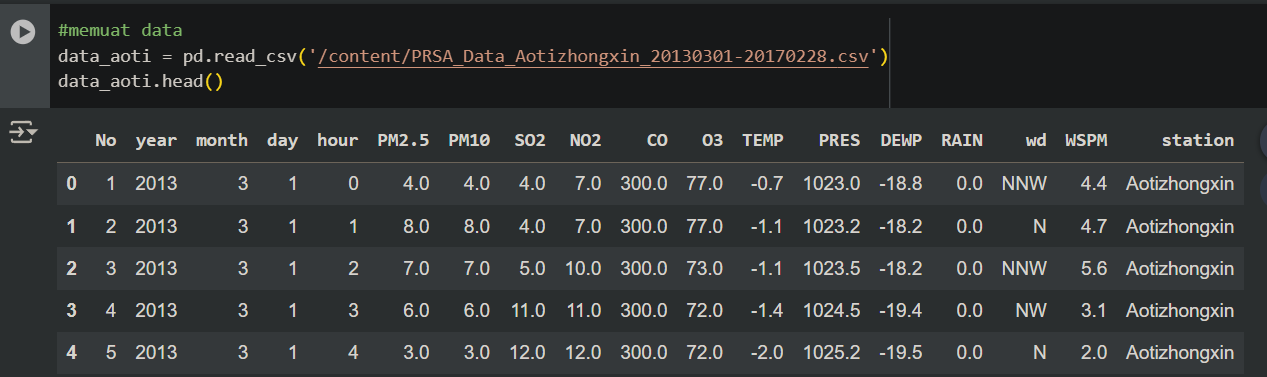 #memuat data
data_aoti = pd.read_csv('/content/PRSA_Data_Aotizhongxin_20130301-20170228.csv')
data_aoti.head()
No year month day hour PM2.5 PM10 SO2 NO2 CO O3 TEMP PRES DEWP RAIN wd WSPM station
0 1 2013 3 1 0 4.0 4.0 4.0 7.0 300.0 77.0 -0.7 1023.0 -18.8 0.0 NNW 4.4 Aotizhongxin
1 2 2013 3 1 1 8.0 8.0 4.0 7.0 300.0 77.0 -1.1 1023.2 -18.2 0.0 N 4.7 Aotizhongxin
2 3 2013 3 1 2 7.0 7.0 5.0 10.0 300.0 73.0 -1.1 1023.5 -18.2 0.0 NNW 5.6 Aotizhongxin
3 4 2013 3 1 3 6.0 6.0 11.0 11.0 300.0 72.0 -1.4 1024.5 -19.4 0.0 NW 3.1 Aotizhongxin
4 5 2013 3 1 4 3.0 3.0 12.0 12.0 300.0 72.0 -2.0 1025.2 -19.5 0.0 N 2.0 Aotizhongxin